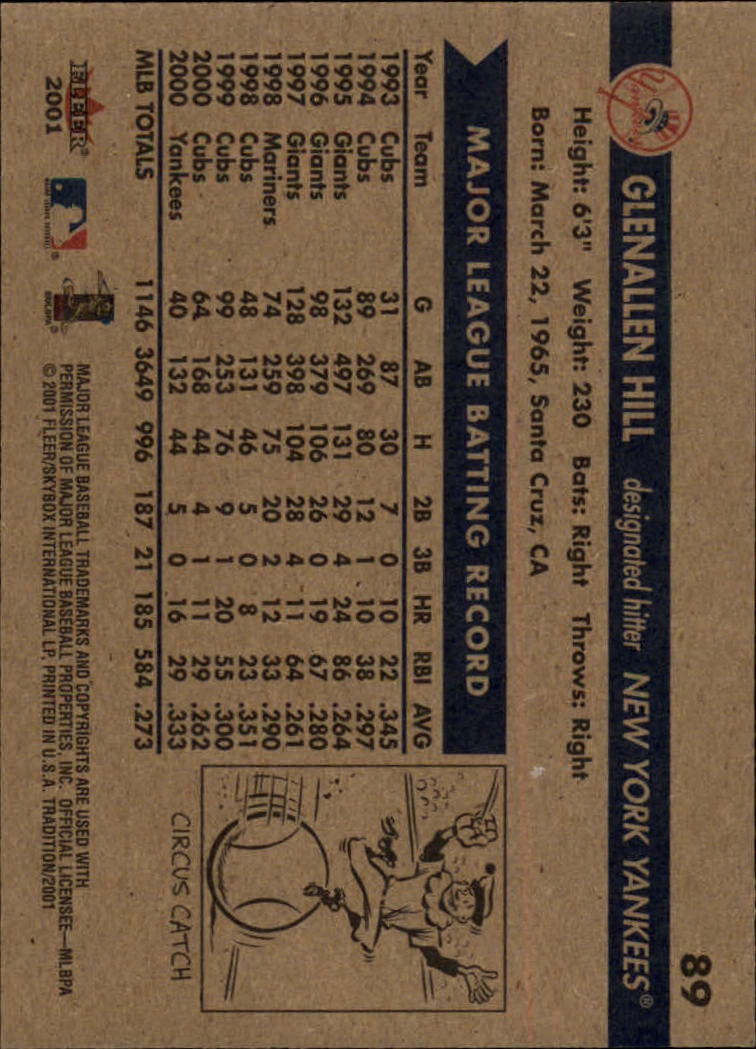 89
GLENALLEN HILL designated hitter NEW YORK YANKEES®
Yankees
Height: 6'3" Weight: 230 Bats: Right Throws: Right
Born: March 22, 1965, Santa Cruz, CA
MAJOR LEAGUE BATTING RECORD
Year Team G AB H 2B 3B HR RBI AVG
1993 Cubs 31 87 30 7 0 10 22 .345
1994 Cubs 89 269 80 12 1 10 38 .297
1995 Giants 132 497 131 29 4 24 86 .264
1996 Giants 98 379 106 26 0 19 67 .280
1997 Giants 128 398 104 28 4 11 64 .261
1998 Mariners 74 259 75 20 2 12 33 .290
1998 Cubs 48 131 46 5 0 8 23 .351
1999 Cubs 99 253 76 9 1 20 55 .300
2000 Cubs 64 168 44 4 1 11 29 .262
2000 Yankees 40 132 44 5 0 16 29 .333
MLB TOTALS 1146 3649 996 187 21 185 584 .273
CIRCUS CATCH
FLEER®
2001
MAJOR LEAGUE BASEBALL TRADEMARKS AND COPYRIGHTS ARE USED WITH
PERMISSION OF MAJOR LEAGUE BASEBALL PROPERTIES, INC. OFFICIAL LICENSEE—MLBPA
© 2001 FLEER/SKYBOX INTERNATIONAL LP, PRINTED IN U.S.A. TRADITION/2001